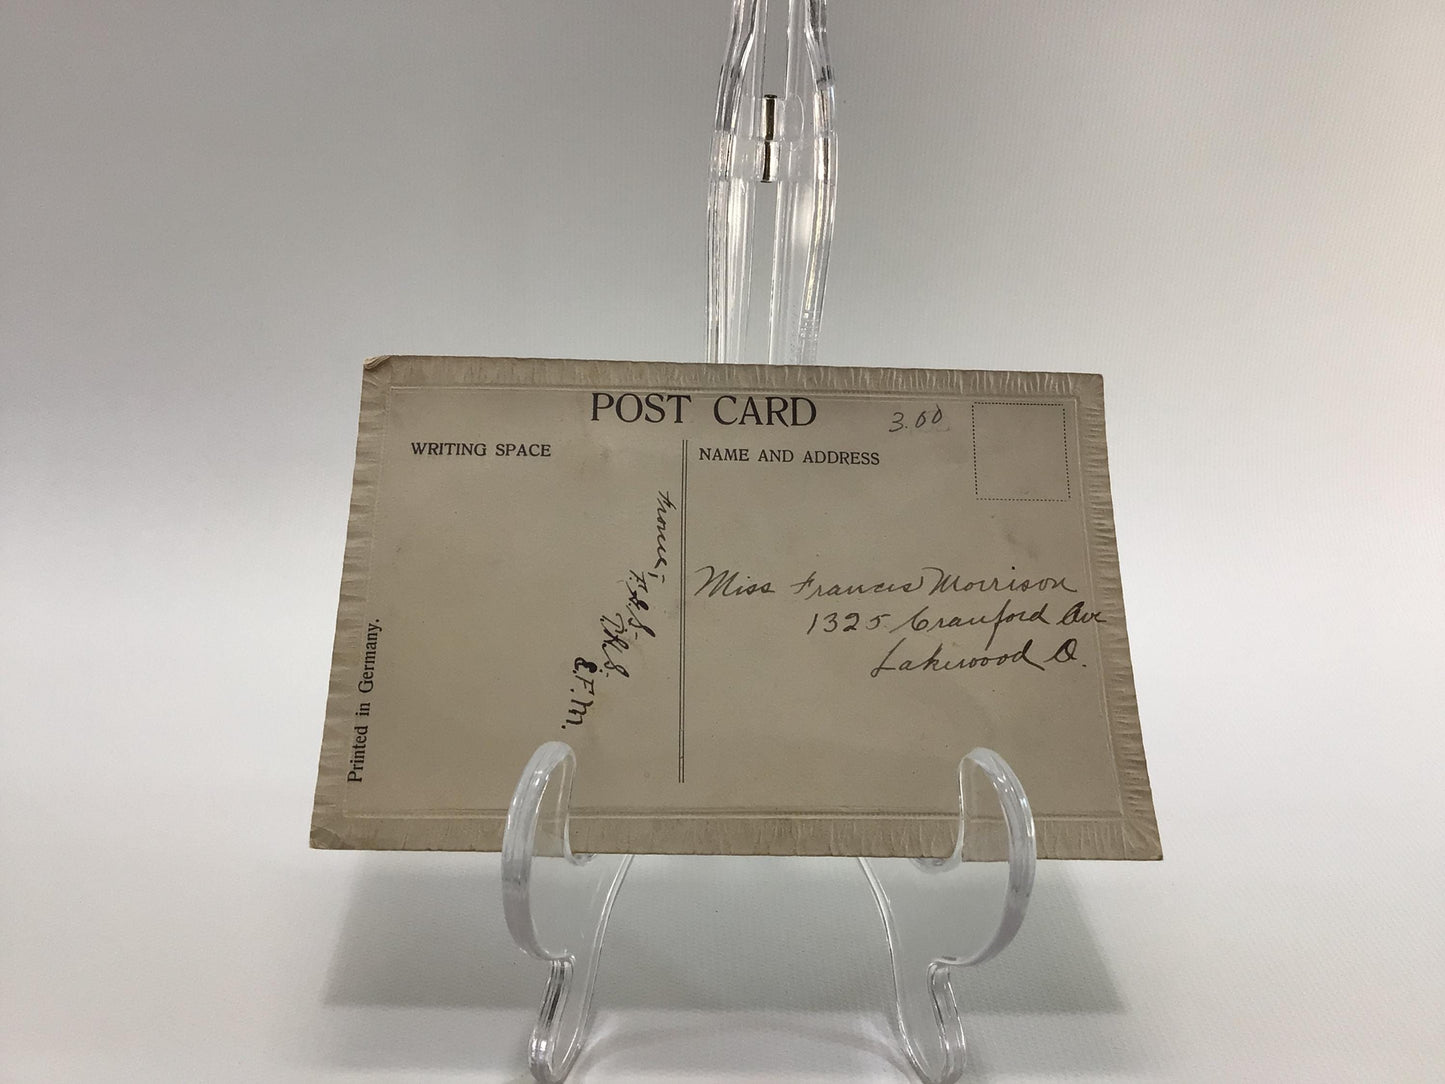 POST CARD
3.00
WRITING SPACE
NAME AND ADDRESS
From;
F.L.S.
R.S.
E.F.M.
Miss Francis Morrison
1325 Cranford Ave
Lakewood O.
Printed in Germany.